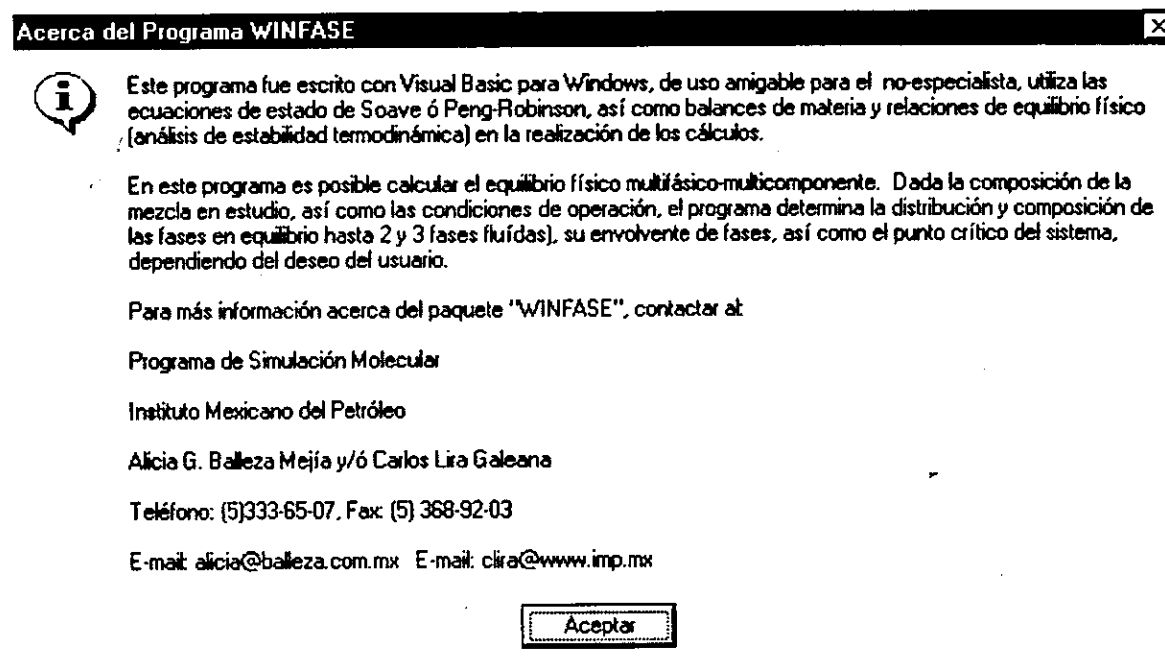 Acerca del Programa WINFASE
Este programa fue escrito con Visual Basic para Windows, de uso amigable para el no-especialista, utiliza las
ecuaciones de estado de Soave ó Peng-Robinson, así como balances de materia y relaciones de equilibrio físico
(análisis de estabilidad termodinámica) en la realización de los cálculos.
En este programa es posible calcular el equilibrio físico multifásico-multicomponente. Dada la composición de la
mezcla en estudio, así como las condiciones de operación, el programa determina la distribución y composición de
las fases en equilibrio hasta 2 y 3 fases fluídas), su envolvente de fases, así como el punto crítico del sistema,
dependiendo del deseo del usuario.
Para más información acerca del paquete "WINFASE", contactar al:
Programa de Simulación Molecular
Instituto Mexicano del Petróleo
Alicia G. Balleza Mejía y/ó Carlos Lira Galeana
Teléfono: (5)333-65-07, Fax: (5) 368-92-03
E-mail: alicia@balleza.com.mx E-mail: clira@www.imp.mx
Aceptar